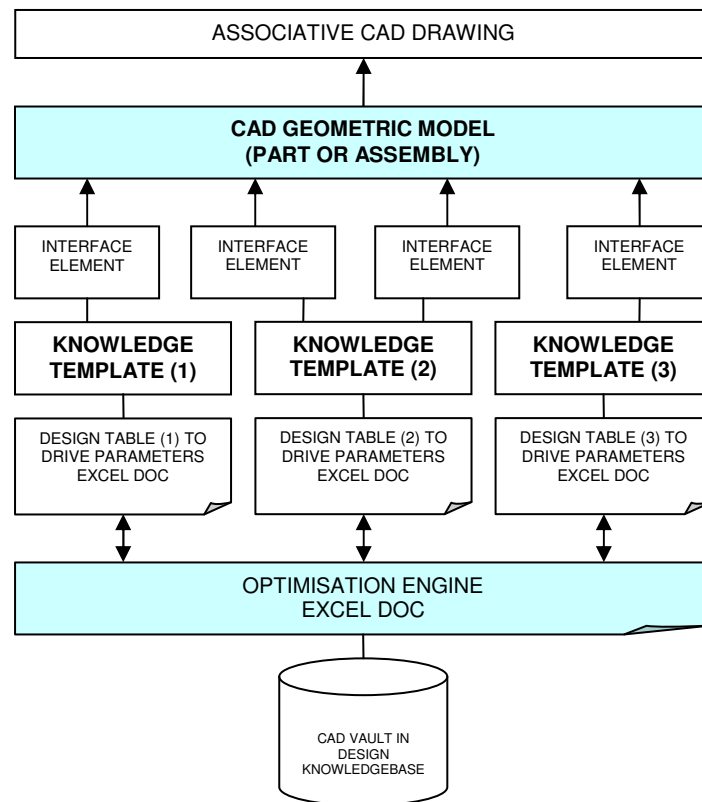 ASSOCIATIVE CAD DRAWING
CAD GEOMETRIC MODEL
(PART OR ASSEMBLY)
INTERFACE
ELEMENT
INTERFACE
ELEMENT
INTERFACE
ELEMENT
INTERFACE
ELEMENT
KNOWLEDGE
TEMPLATE (1)
KNOWLEDGE
TEMPLATE (2)
KNOWLEDGE
TEMPLATE (3)
DESIGN TABLE (1) TO
DRIVE PARAMETERS
EXCEL DOC
DESIGN TABLE (2) TO
DRIVE PARAMETERS
EXCEL DOC
DESIGN TABLE (3) TO
DRIVE PARAMETERS
EXCEL DOC
OPTIMISATION ENGINE
EXCEL DOC
CAD VAULT IN
DESIGN
KNOWLEDGEBASE